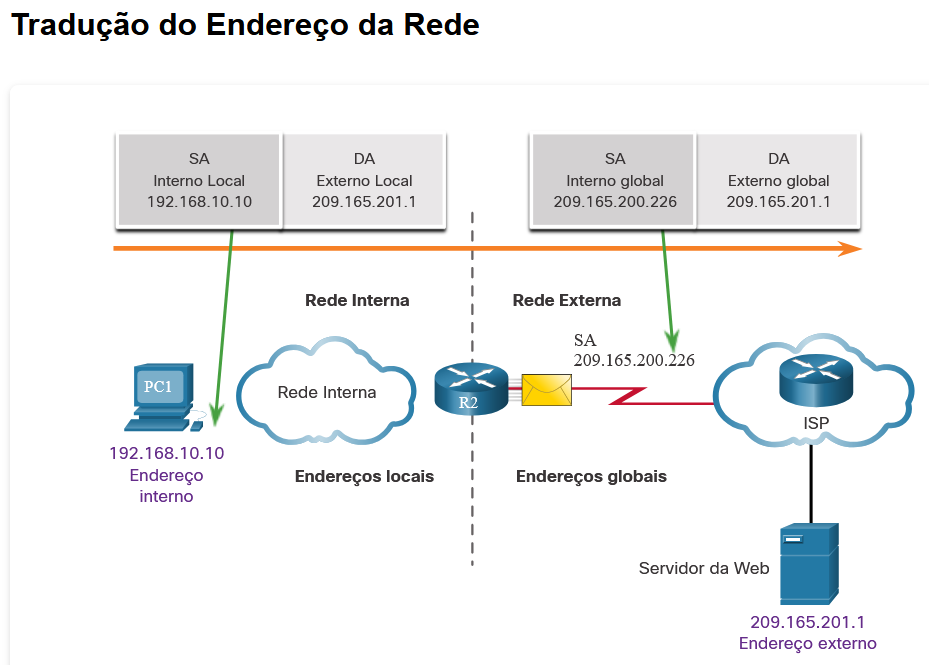 Tradução do Endereço da Rede
SA
Interno Local
192.168.10.10
DA
Externo Local
209.165.201.1
SA
Interno global
209.165.200.226
DA
Externo global
209.165.201.1
Rede Interna
Rede Externa
SA
209.165.200.226
PC1
Rede Interna
R2
ISP
192.168.10.10
Endereço
interno
Endereços locais
Endereços globais
Servidor da Web
209.165.201.1
Endereço externo